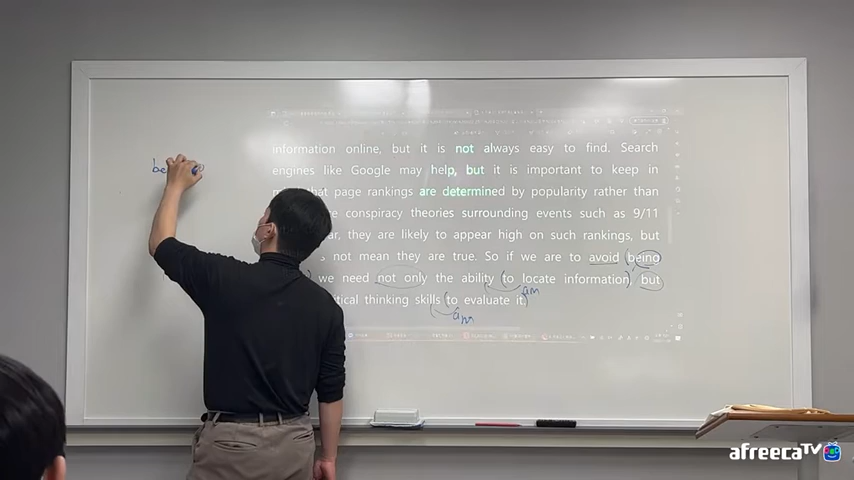 information online, but it is not always easy to find. Search
engines like Google may help, but it is important to keep in
that page rankings are determined by popularity rather than
conspiracy theories surrounding events such as 9/11
they are likely to appear high on such rankings, but
not mean they are true. So if we are to avoid being
we need not only the ability to locate information, but
thinking skills to evaluate it.
be
afreecaTV